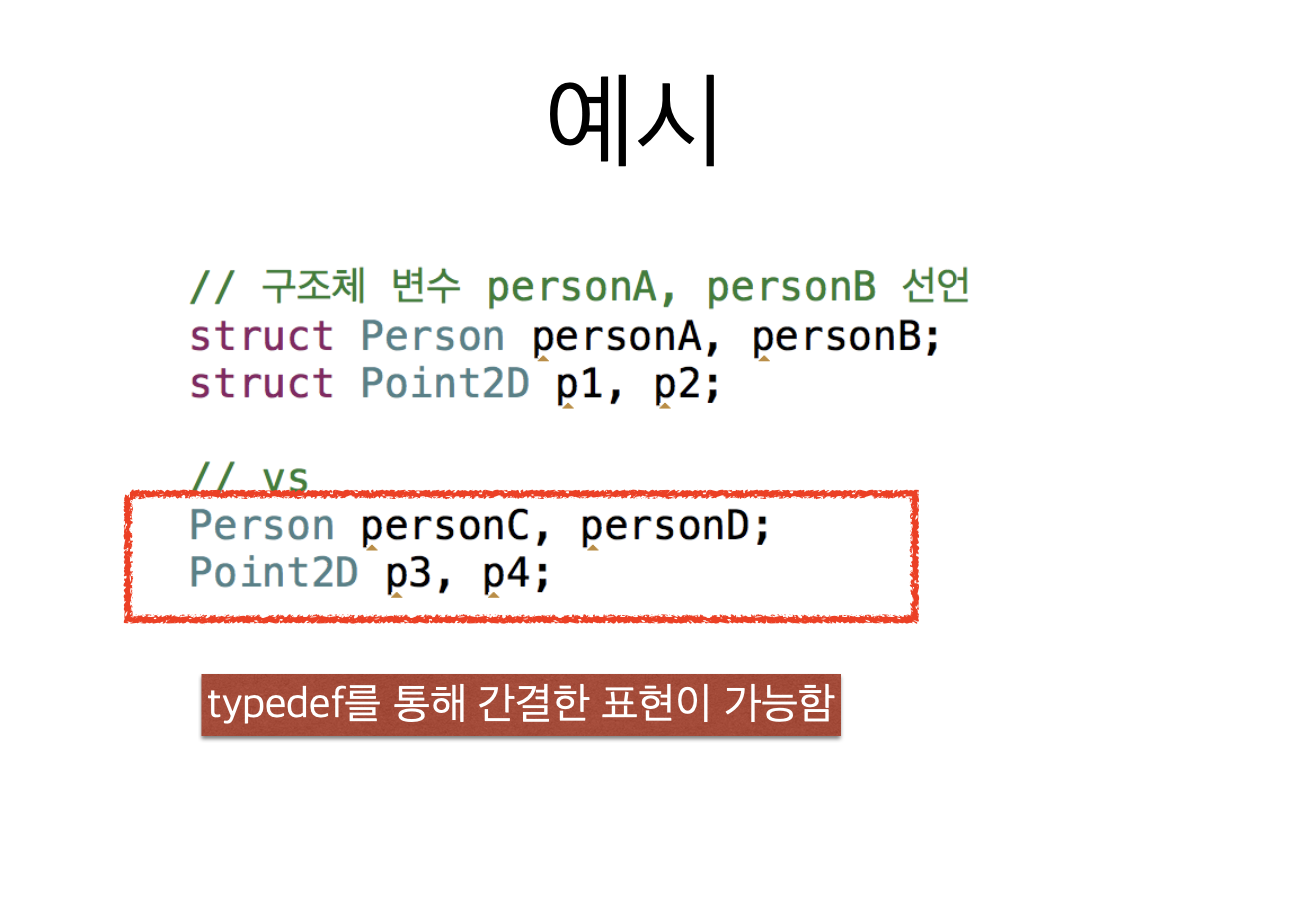 예시
// 구조체 변수 personA, personB 선언
struct Person personA, personB;
struct Point2D p1, p2;
// vs
Person personC, personD;
Point2D p3, p4;
typedef를 통해 간결한 표현이 가능함